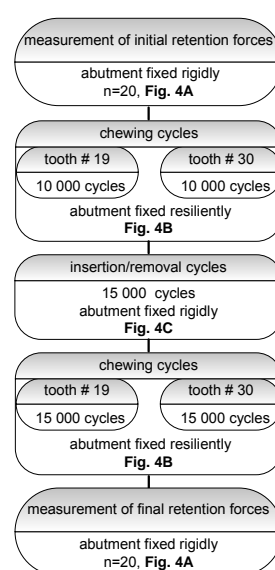 measurement of initial retention forces
abutment fixed rigidly
n=20, Fig. 4A
chewing cycles
tooth # 19 tooth # 30
10 000 cycles 10 000 cycles
abutment fixed resiliently
Fig. 4B
insertion/removal cycles
15 000 cycles
abutment fixed rigidly
Fig. 4C
chewing cycles
tooth # 19 tooth # 30
15 000 cycles 15 000 cycles
abutment fixed resiliently
Fig. 4B
measurement of final retention forces
abutment fixed rigidly
n=20, Fig. 4A